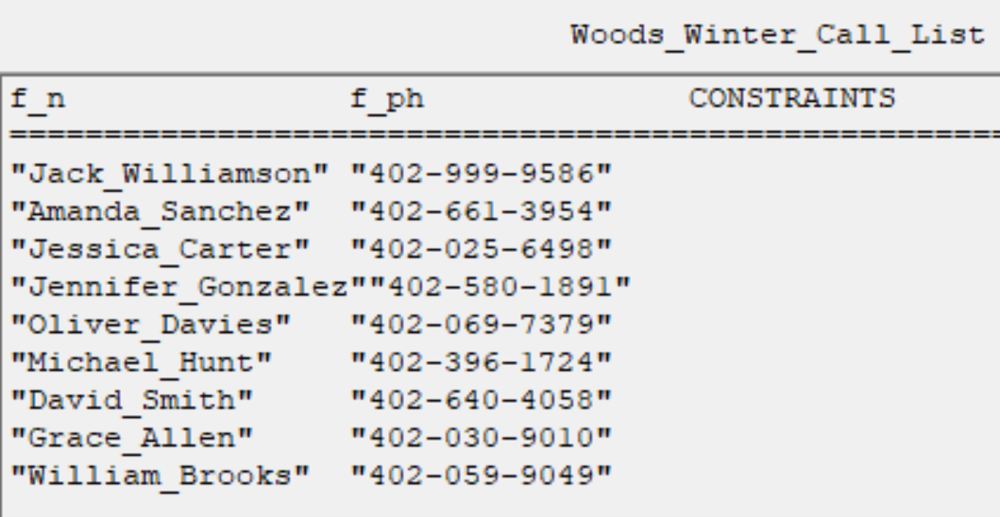 Woods_Winter_Call_List
f_n f_ph CONSTRAINTS
=====================================================
"Jack_Williamson" "402-999-9586"
"Amanda_Sanchez" "402-661-3954"
"Jessica_Carter" "402-025-6498"
"Jennifer_Gonzalez""402-580-1891"
"Oliver_Davies" "402-069-7379"
"Michael_Hunt" "402-396-1724"
"David_Smith" "402-640-4058"
"Grace_Allen" "402-030-9010"
"William_Brooks" "402-059-9049"